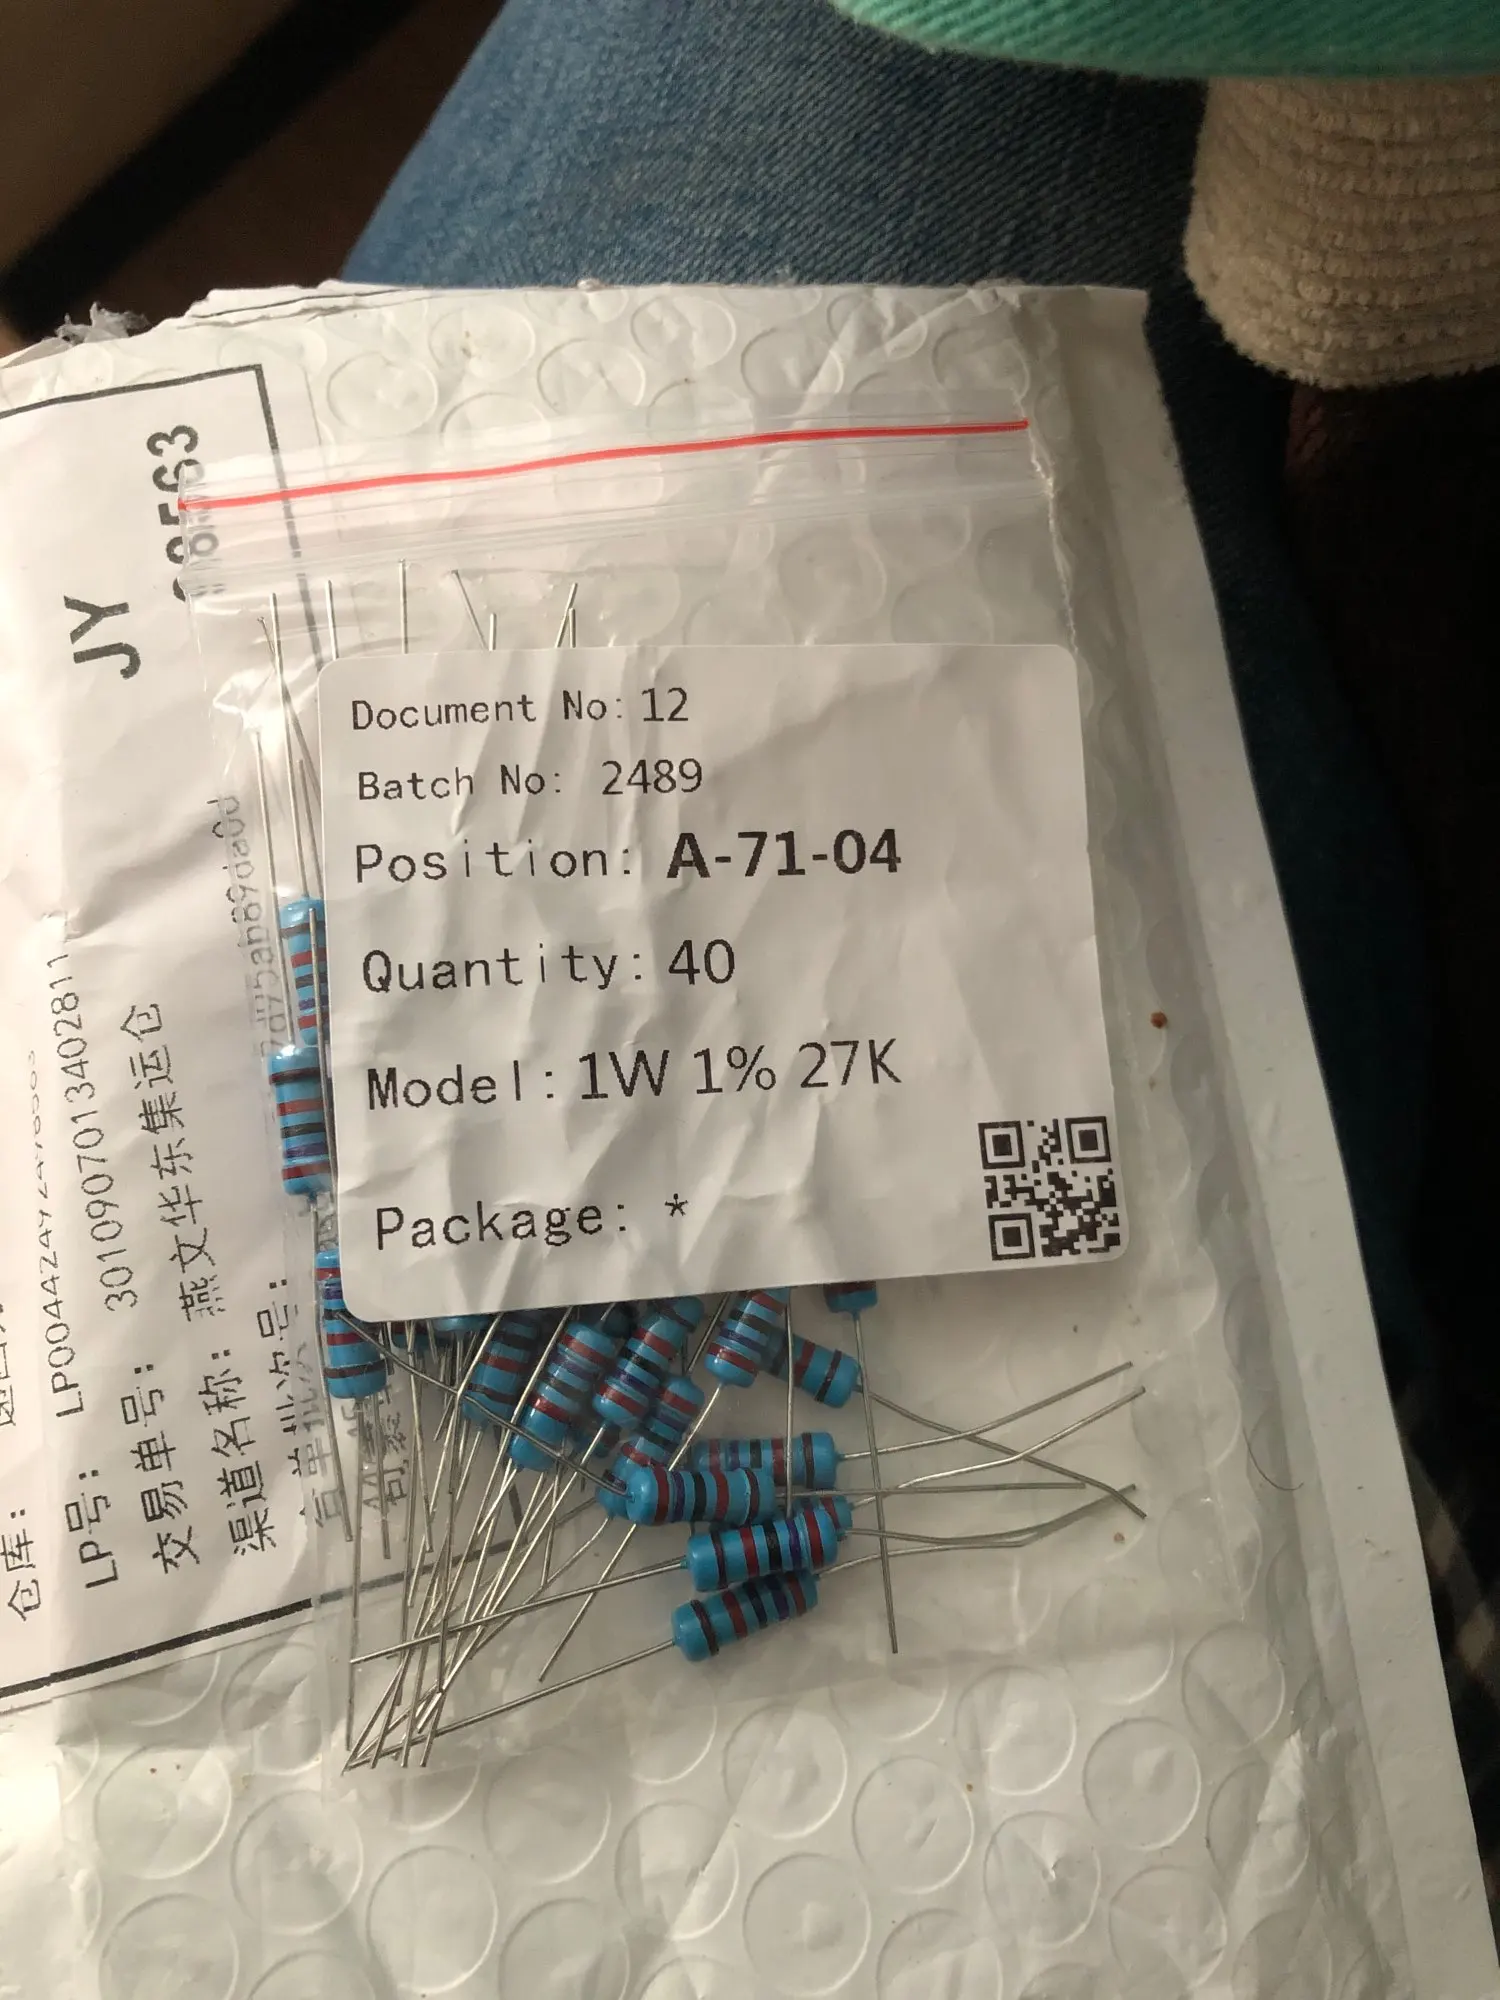 Document No: 12
Batch No: 2489
Position: A-71-04
Quantity: 40
Model: 1W 1% 27K
Package: *
JY
LP号: LP00442449
交易单号: 3010907013402811
渠道名称: 燕文华东集运仓
仓库: